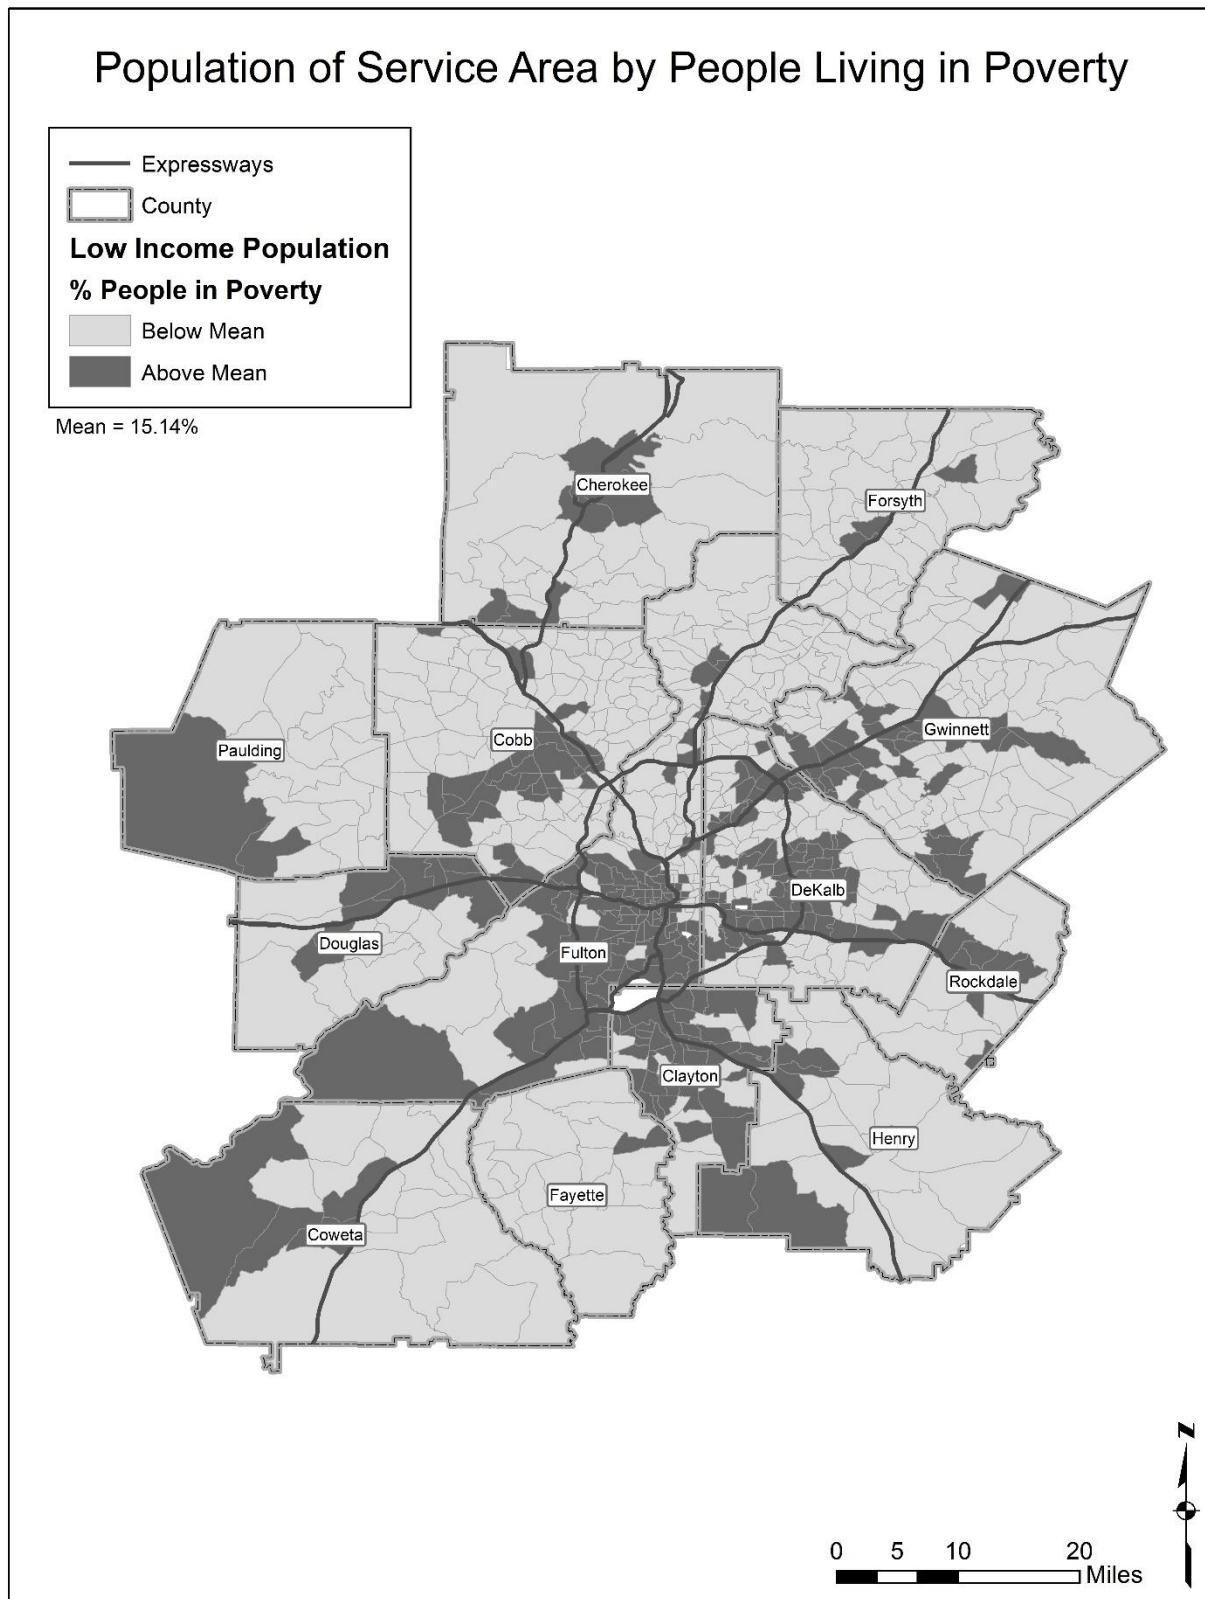 Population of Service Area by People Living in Poverty
Expressways
County
Low Income Population
% People in Poverty
Below Mean
Above Mean
Mean = 15.14%
Cherokee
Forsyth
Paulding
Cobb
Gwinnett
DeKalb
Douglas
Fulton
Rockdale
Clayton
Henry
Fayette
Coweta
N
0 5 10 20
Miles